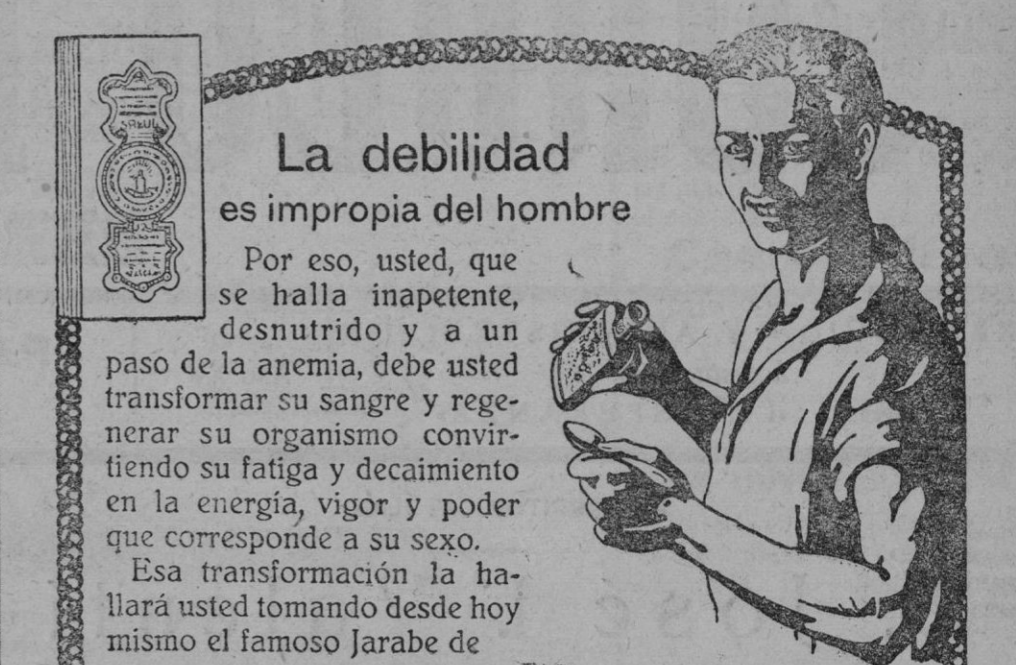 La debilidad
es impropia del hombre
Por eso, usted, que
se halla inapetente,
desnutrido y a un
paso de la anemia, debe usted
transformar su sangre y rege-
nerar su organismo convir-
tiendo su fatiga y decaimiento
en la energía, vigor y poder
que corresponde a su sexo.
Esa transformación la ha-
llará usted tomando desde hoy
mismo el famoso Jarabe de